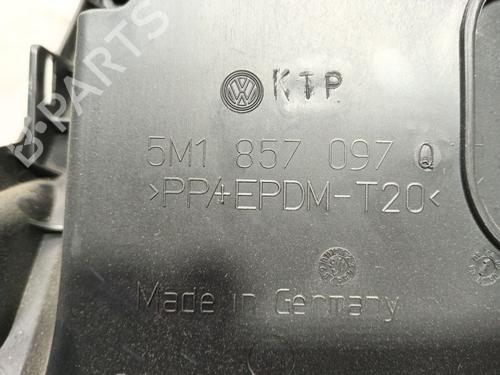 B-PARTS
KTP
5M1 857 097 Q
>PP/+EPDM-T20<
Made in Germany